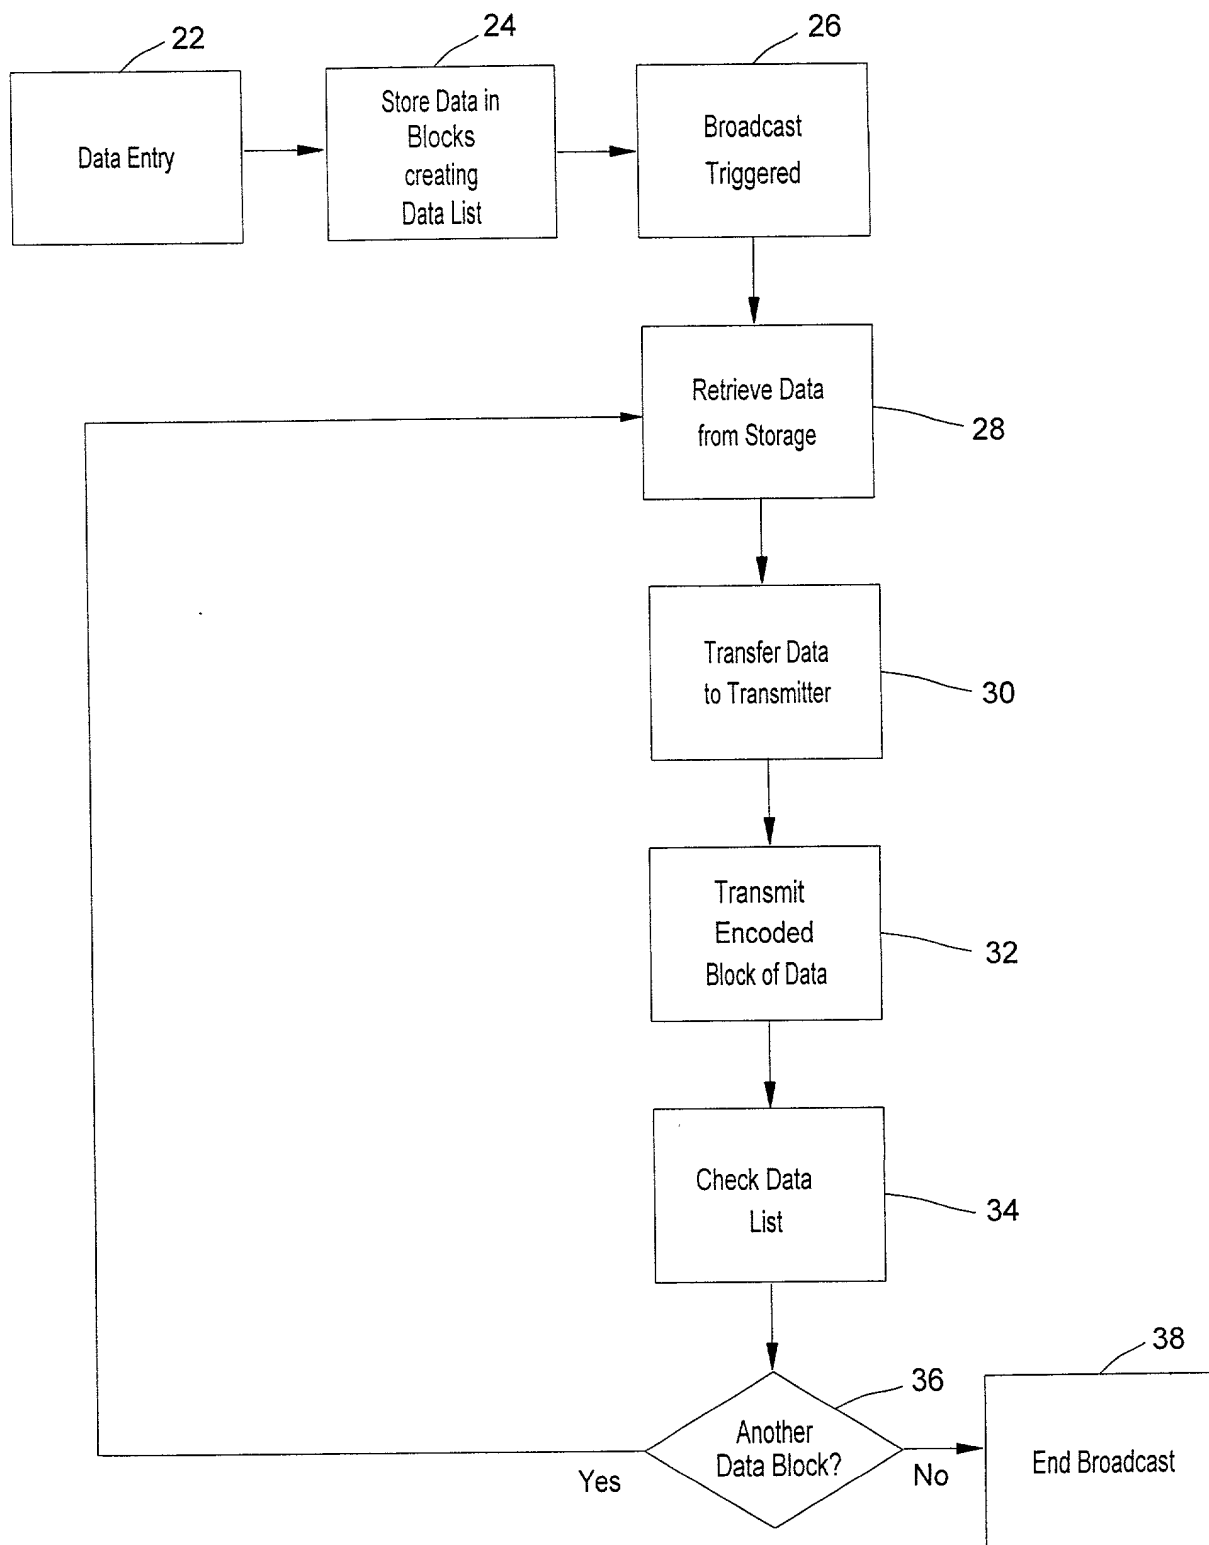 22
24
26
Data Entry
Store Data in
Blocks
creating
Data List
Broadcast
Triggered
Retrieve Data
from Storage
28
Transfer Data
to Transmitter
30
Transmit
Encoded
Block of Data
32
Check Data
List
34
36
38
Another
Data Block?
Yes
No
End Broadcast